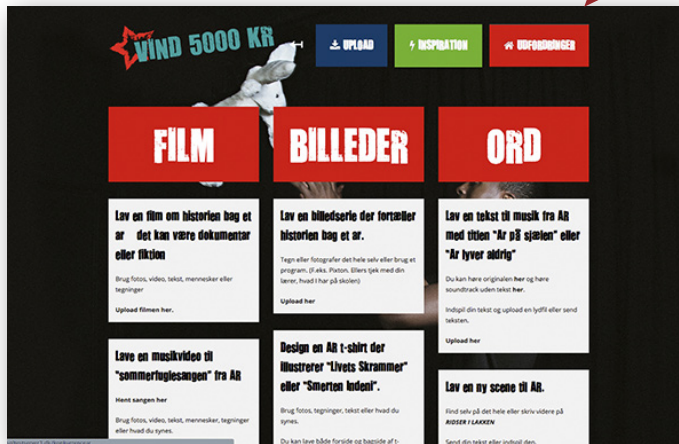 VIND 5000 KR
UPLOAD
INSPIRATION
UDFORDRINGER
FILM
Lav en film om historien bag et
ar det kan være dokumentar
eller fiktion
Brug fotos, video, tekst, mennesker eller
tegninger
Upload filmen her.
Lave en musikvideo til
"sommerfuglesangen" fra AR
Hent sangen her
Brug fotos, video, tekst, mennesker, tegninger
eller hvad du synes.
BILLEDER
Lav en billedserie der fortæller
historien bag et ar.
Tegn eller fotografer det hele selv eller brug et
program. (F.eks. Pixton. Ellers tjek med din
lærer, hvad I har på skolen)
Upload her
Design en AR t-shirt der
illustrerer "Livets Skrammer"
eller "Smerten Indeni".
Brug fotos, tegninger, tekst eller hvad du
synes.
Du kan lave både forside og bagside af t-
ORD
Lav en tekst til musik fra AR
med titlen "Ar på sjælen" eller
"Ar lyver aldrig"
Du kan høre originalen her og høre
soundtrack uden tekst her.
Indspil din tekst og upload en lydfil eller send
teksten.
Upload her
Lav en ny scene til AR.
Find selv på det hele eller skriv videre på
RIDSER I LAKKEN
Send din tekst eller indspil den.